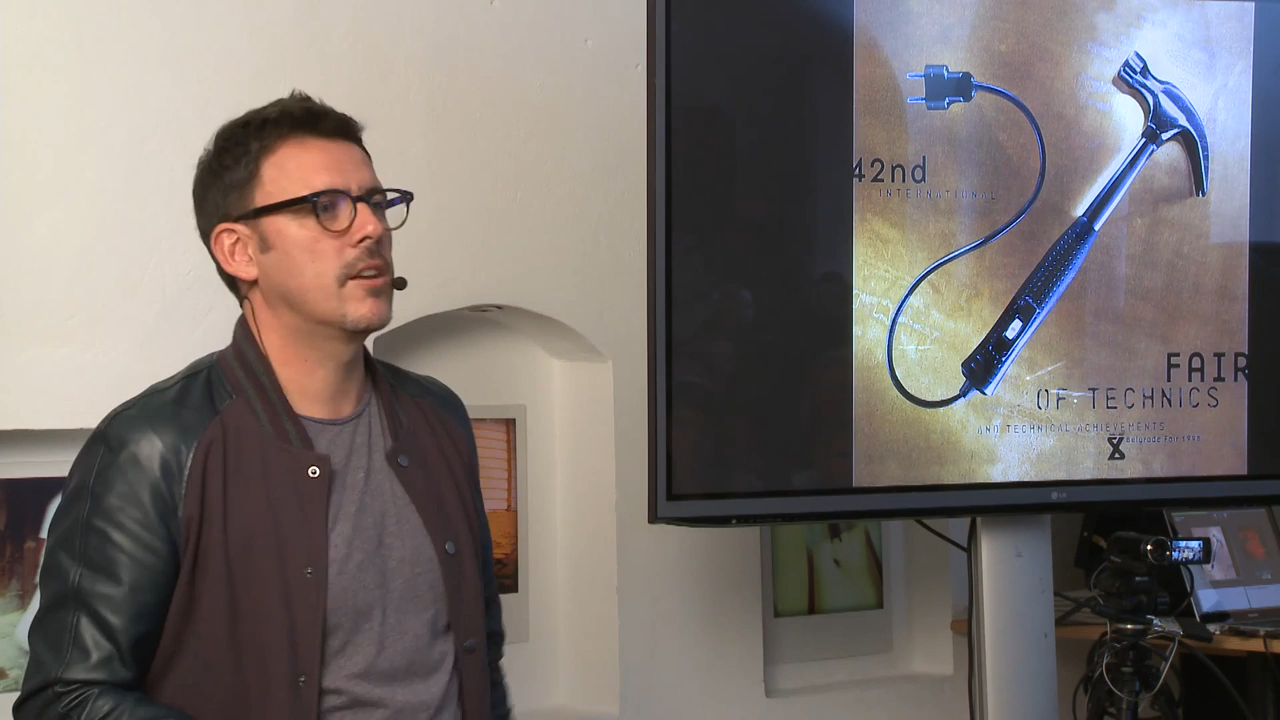 42nd
INTERNATIONAL
FAIR
OF TECHNICS
AND TECHNICAL ACHIEVEMENTS
Belgrade Fair 1998
LG